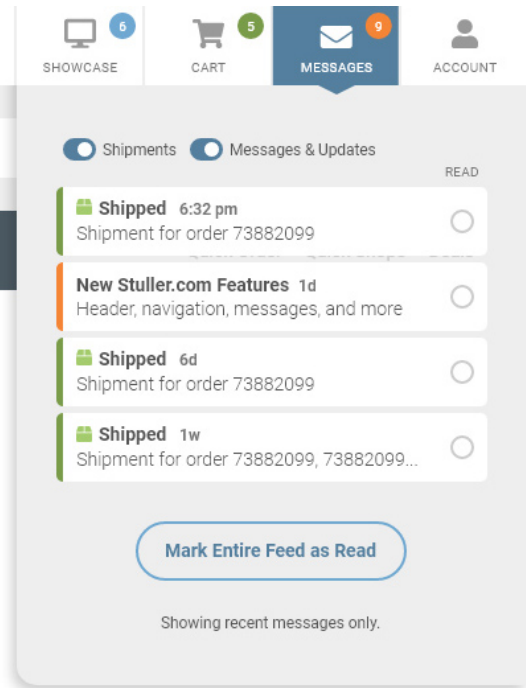 6
5
9
SHOWCASE
CART
MESSAGES
ACCOUNT
Shipments
Messages & Updates
READ
Shipped 6:32 pm
Shipment for order 73882099
New Stuller.com Features 1d
Header, navigation, messages, and more
Shipped 6d
Shipment for order 73882099
Shipped 1w
Shipment for order 73882099, 73882099...
Mark Entire Feed as Read
Showing recent messages only.